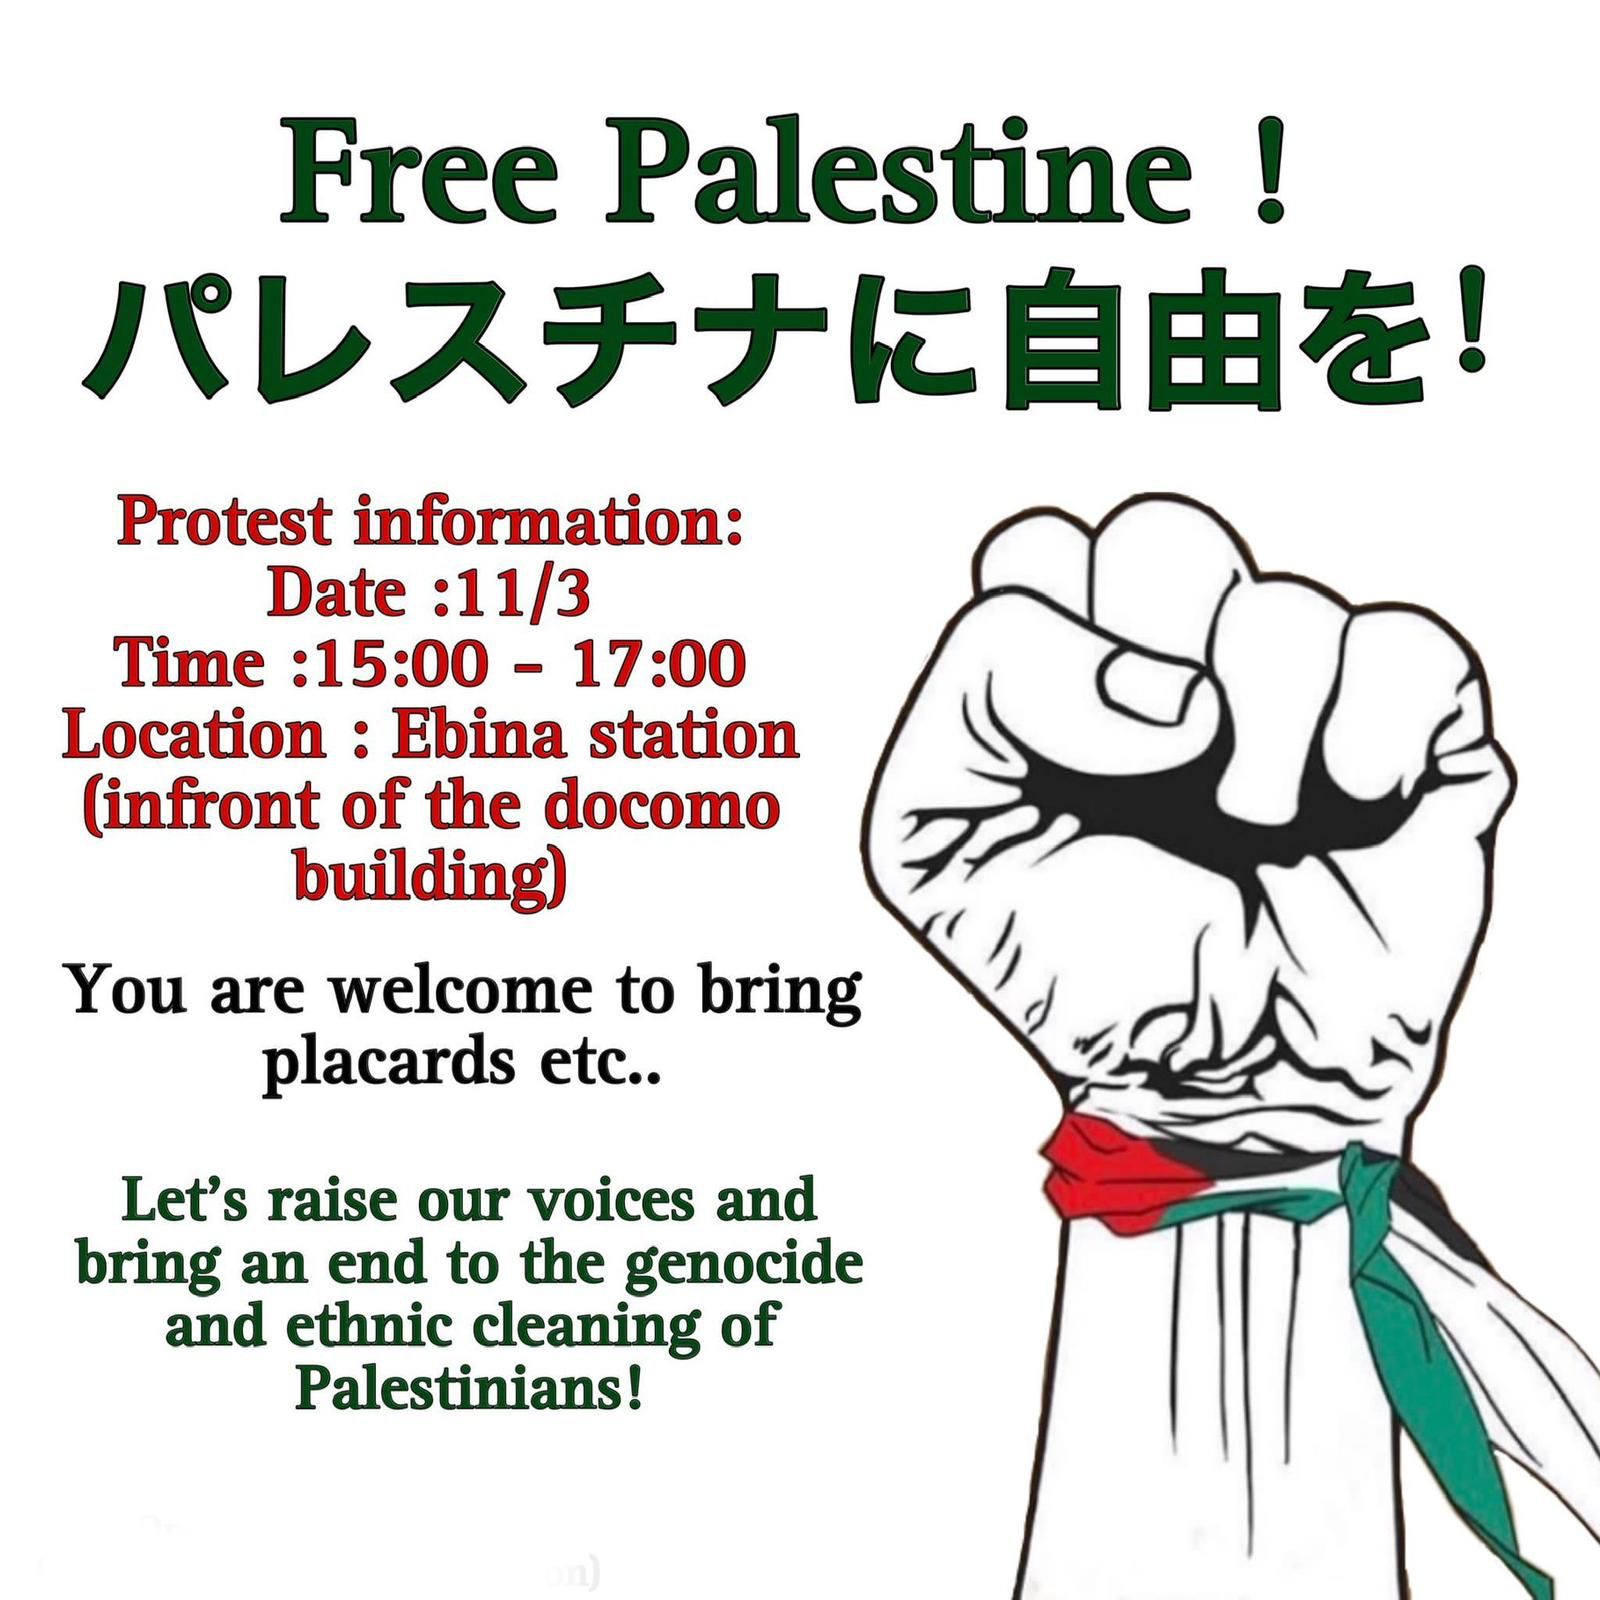 Free Palestine !
パレスチナに自由を!
Protest information:
Date :11/3
Time :15:00 – 17:00
Location : Ebina station
(infront of the docomo
building)
You are welcome to bring
placards etc..
Let’s raise our voices and
bring an end to the genocide
and ethnic cleaning of
Palestinians!